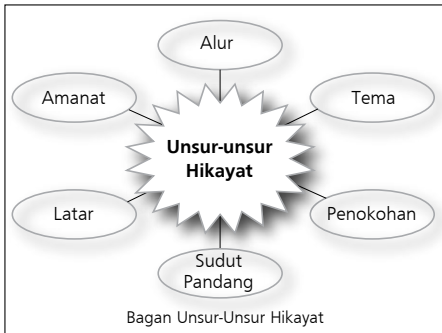 Alur
Amanat
Tema
Unsur-unsur
Hikayat
Latar
Penokohan
Sudut
Pandang
Bagan Unsur-Unsur Hikayat